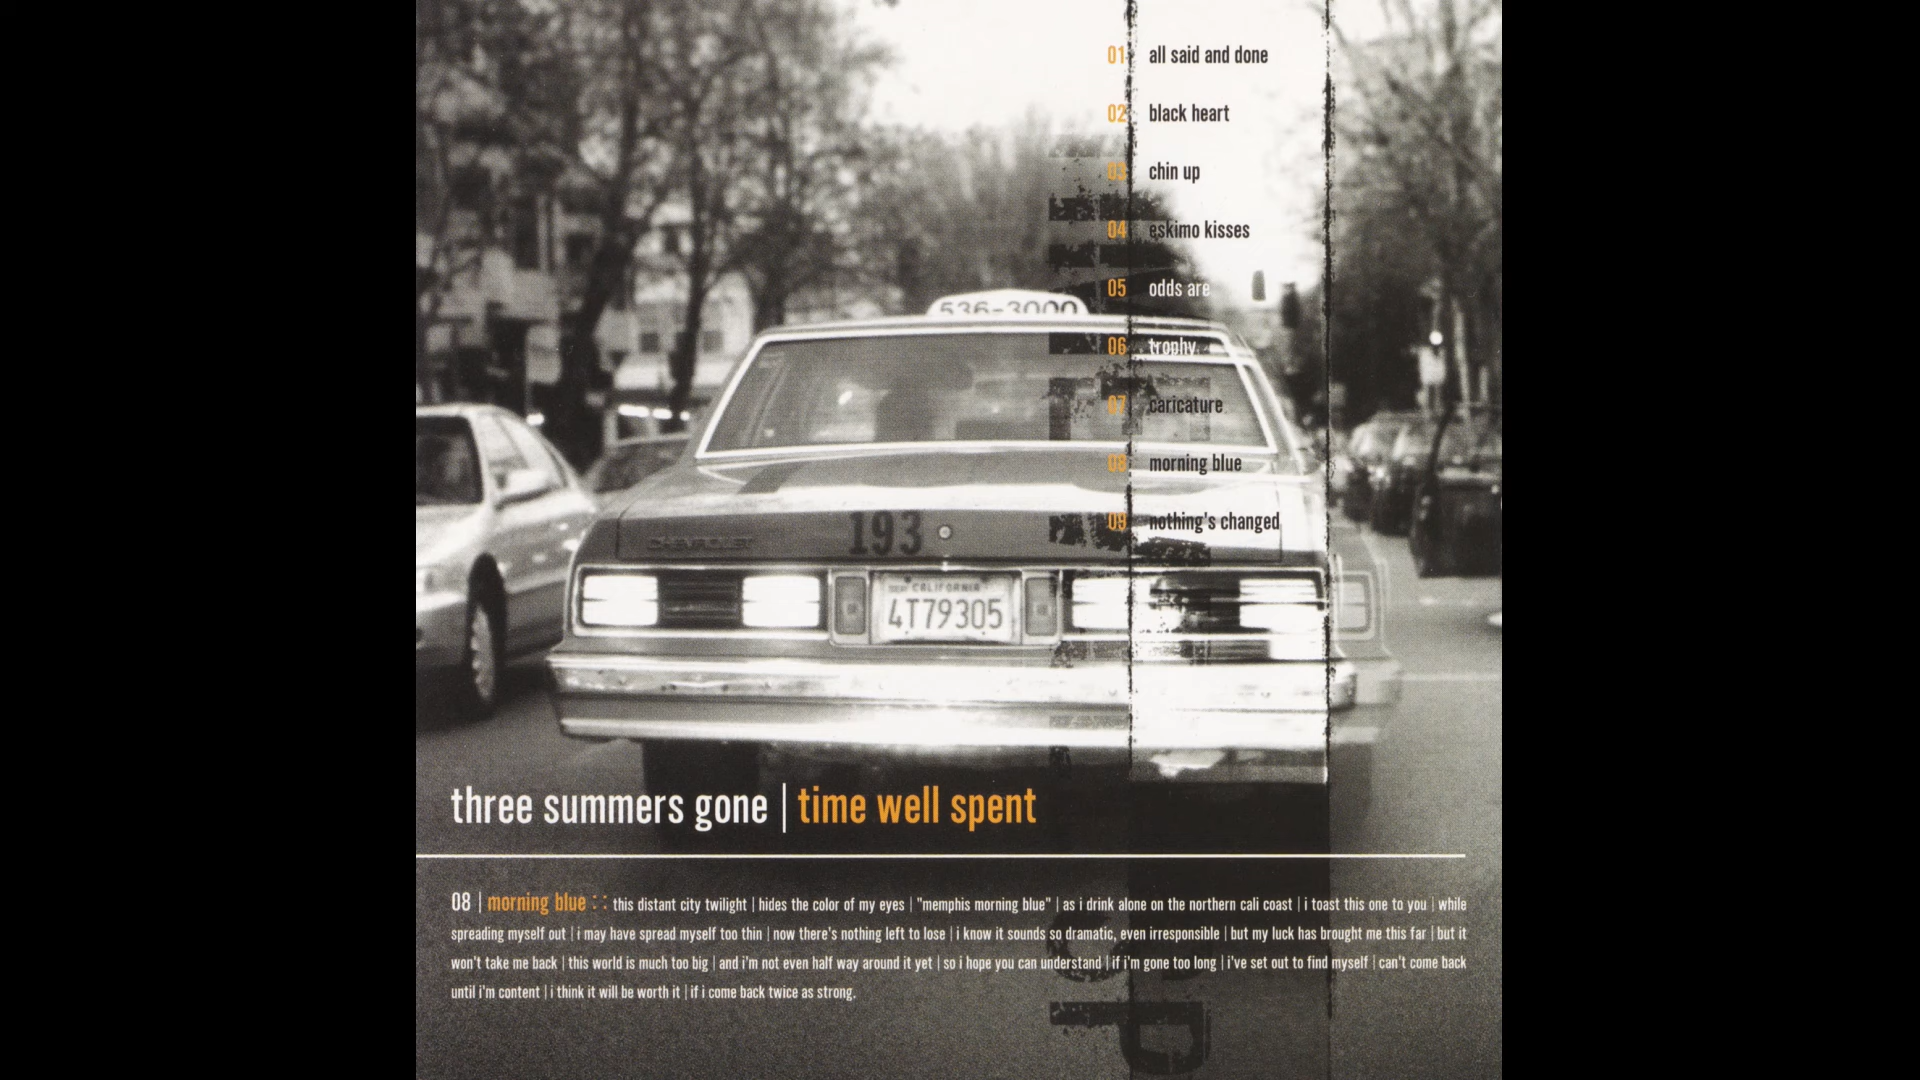 01 all said and done
02 black heart
03 chin up
04 eskimo kisses
05 odds are
06 trophy
07 caricature
08 morning blue
09 nothing's changed
536-3000
193
CHEVROLET
CALIFORNIA
4T79305
three summers gone | time well spent
08 | morning blue :: this distant city twilight | hides the color of my eyes | "memphis morning blue" | as i drink alone on the northern cali coast | i toast this one to you | while
spreading myself out | i may have spread myself too thin | now there's nothing left to lose | i know it sounds so dramatic, even irresponsible | but my luck has brought me this far | but it
won't take me back | this world is much too big | and i'm not even half way around it yet | so i hope you can understand | if i'm gone too long | i've set out to find myself | can't come back
until i'm content | i think it will be worth it | if i come back twice as strong.